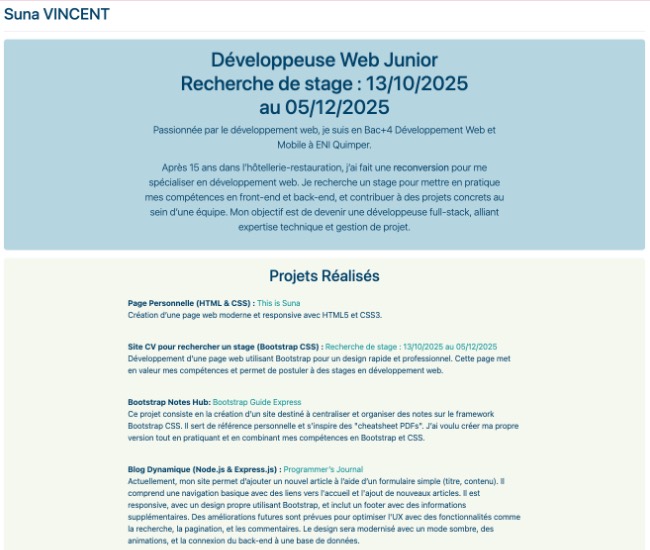 Suna VINCENT
Développeuse Web Junior
Recherche de stage : 13/10/2025
au 05/12/2025
Passionnée par le développement web, je suis en Bac+4 Développement Web et
Mobile à ENI Quimper.
Après 15 ans dans l'hôtellerie-restauration, j'ai fait une reconversion pour me
spécialiser en développement web. Je recherche un stage pour mettre en pratique
mes compétences en front-end et back-end, et contribuer à des projets concrets au
sein d'une équipe. Mon objectif est de devenir une développeuse full-stack, alliant
expertise technique et gestion de projet.
Projets Réalisés
Page Personnelle (HTML & CSS) : This is Suna
Création d'une page web moderne et responsive avec HTML5 et CSS3.
Site CV pour rechercher un stage (Bootstrap CSS) : Recherche de stage : 13/10/2025 au 05/12/2025
Développement d'une page web utilisant Bootstrap pour un design rapide et professionnel. Cette page met
en valeur mes compétences et permet de postuler à des stages en développement web.
Bootstrap Notes Hub: Bootstrap Guide Express
Ce projet consiste en la création d'un site destiné à centraliser et organiser des notes sur le framework
Bootstrap CSS. Il sert de référence personnelle et s'inspire des "cheatsheet PDFs". J'ai voulu créer ma propre
version tout en pratiquant et en combinant mes compétences en Bootstrap et CSS.
Blog Dynamique (Node.js & Express.js) : Programmer's Journal
Actuellement, mon site permet d'ajouter un nouvel article à l'aide d'un formulaire simple (titre, contenu). Il
comprend une navigation basique avec des liens vers l'accueil et l'ajout de nouveaux articles. Il est
responsive, avec un design propre utilisant Bootstrap, et inclut un footer avec des informations
supplémentaires. Des améliorations futures sont prévues pour optimiser l'UX avec des fonctionnalités comme
la recherche, la pagination, et les commentaires. Le design sera modernisé avec un mode sombre, des
animations, et la connexion du back-end à une base de données.